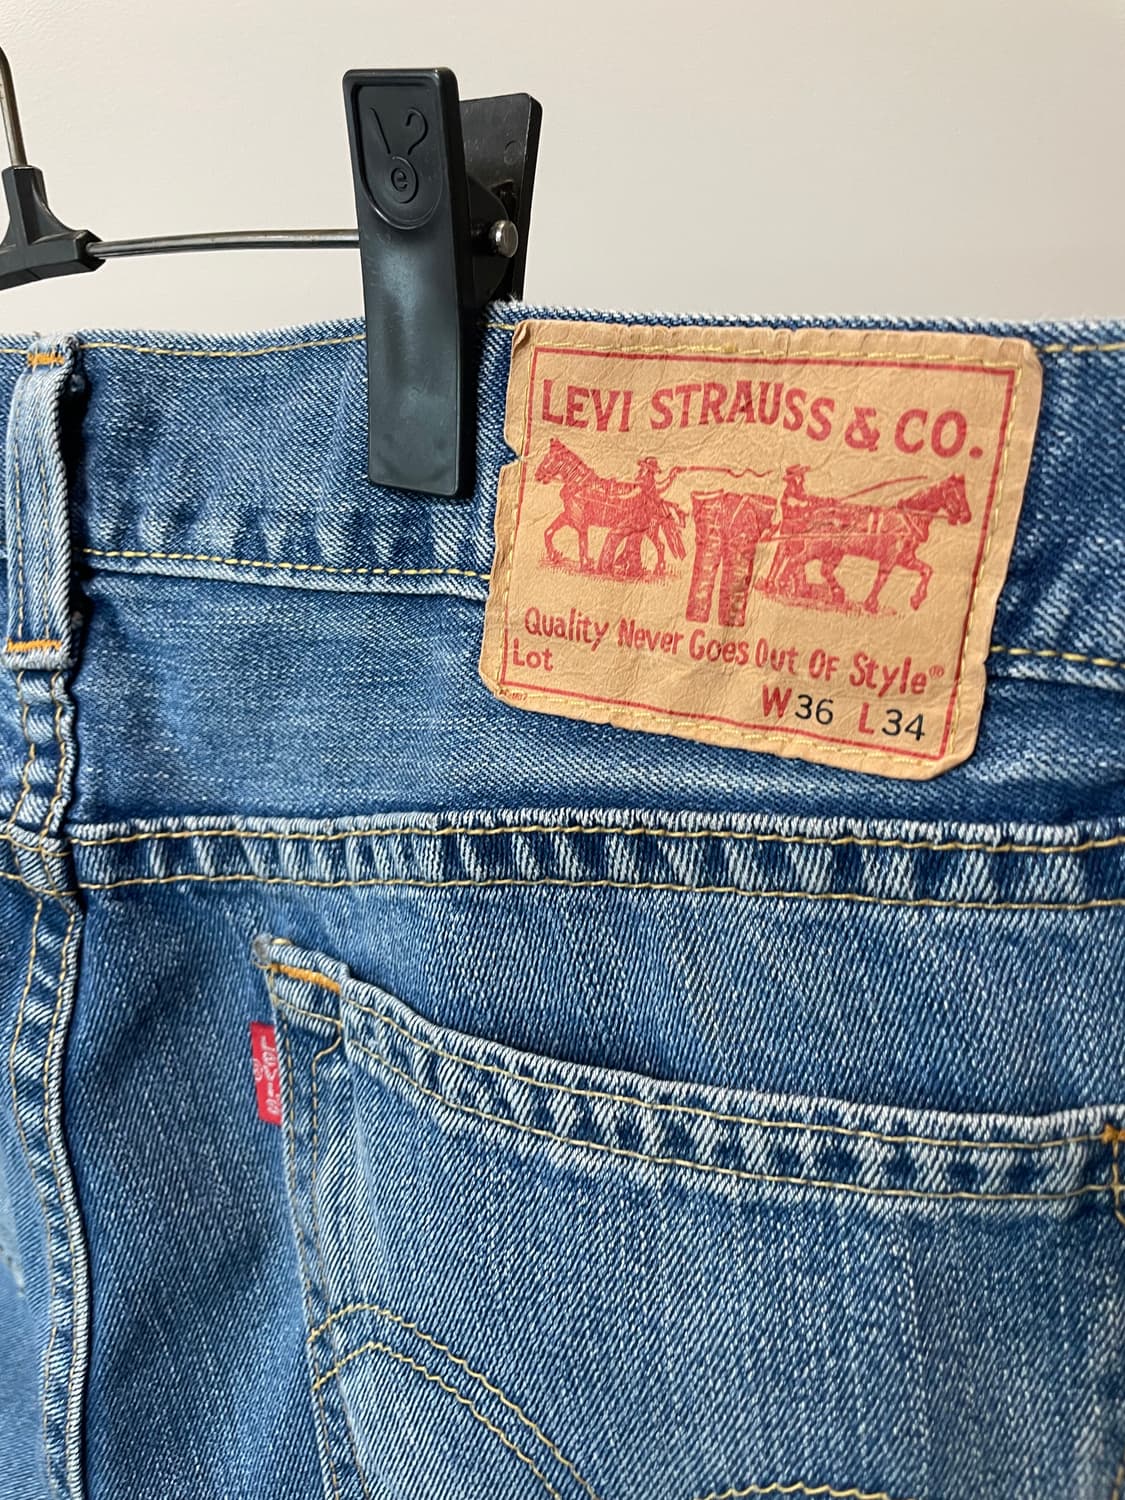 e
LEVI STRAUSS & CO.
Quality Never Goes Out OF Style®
Lot
W36 L34
Levi's
®